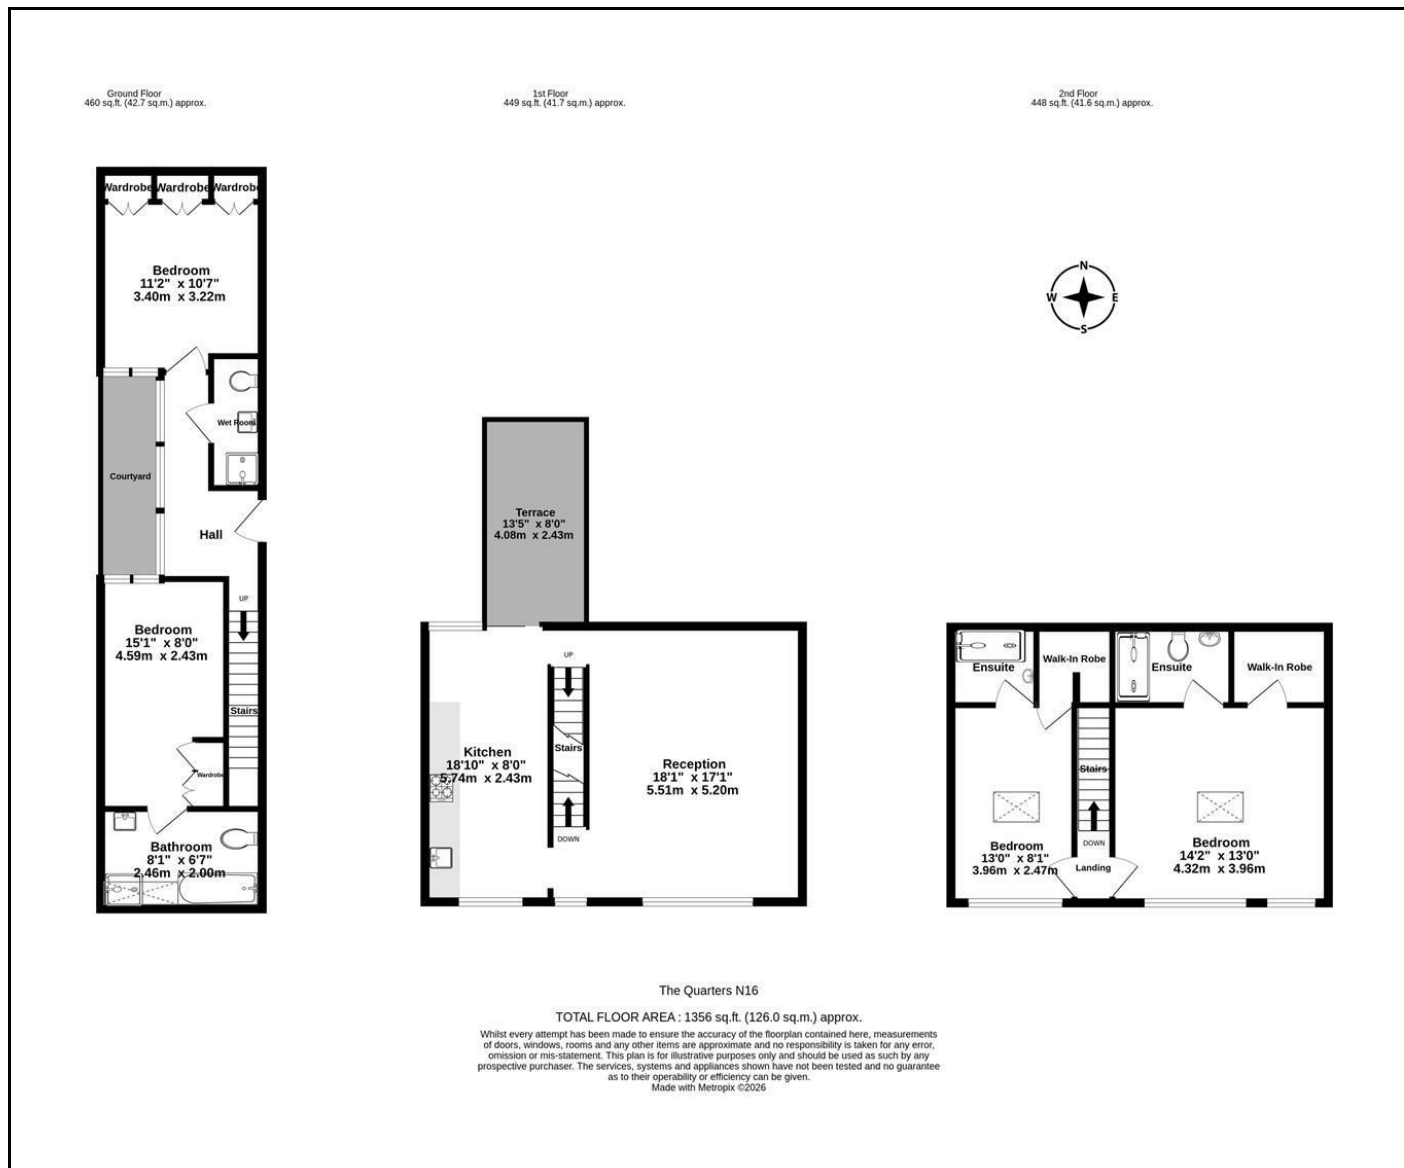 Ground Floor
460 sq.ft. (42.7 sq.m.) approx.
1st Floor
449 sq.ft. (41.7 sq.m.) approx.
2nd Floor
448 sq.ft. (41.6 sq.m.) approx.
Wardrobe
Wardrobe
Wardrobe
Bedroom
11'2" x 10'7"
3.40m x 3.22m
Wet Room
Courtyard
Hall
UP
Bedroom
15'1" x 8'0"
4.59m x 2.43m
Stairs
Wardrobe
Bathroom
8'1" x 6'7"
2.46m x 2.00m
Terrace
13'5" x 8'0"
4.08m x 2.43m
UP
Stairs
Kitchen
18'10" x 8'0"
5.74m x 2.43m
Reception
18'1" x 17'1"
5.51m x 5.20m
DOWN
N
W
E
S
Ensuite
Walk-In Robe
Ensuite
Walk-In Robe
Stairs
Bedroom
13'0" x 8'1"
3.96m x 2.47m
DOWN
Landing
Bedroom
14'2" x 13'0"
4.32m x 3.96m
The Quarters N16
TOTAL FLOOR AREA : 1356 sq.ft. (126.0 sq.m.) approx.
Whilst every attempt has been made to ensure the accuracy of the floorplan contained here, measurements
of doors, windows, rooms and any other items are approximate and no responsibility is taken for any error,
omission or mis-statement. This plan is for illustrative purposes only and should be used as such by any
prospective purchaser. The services, systems and appliances shown have not been tested and no guarantee
as to their operability or efficiency can be given.
Made with Metropix ©2026